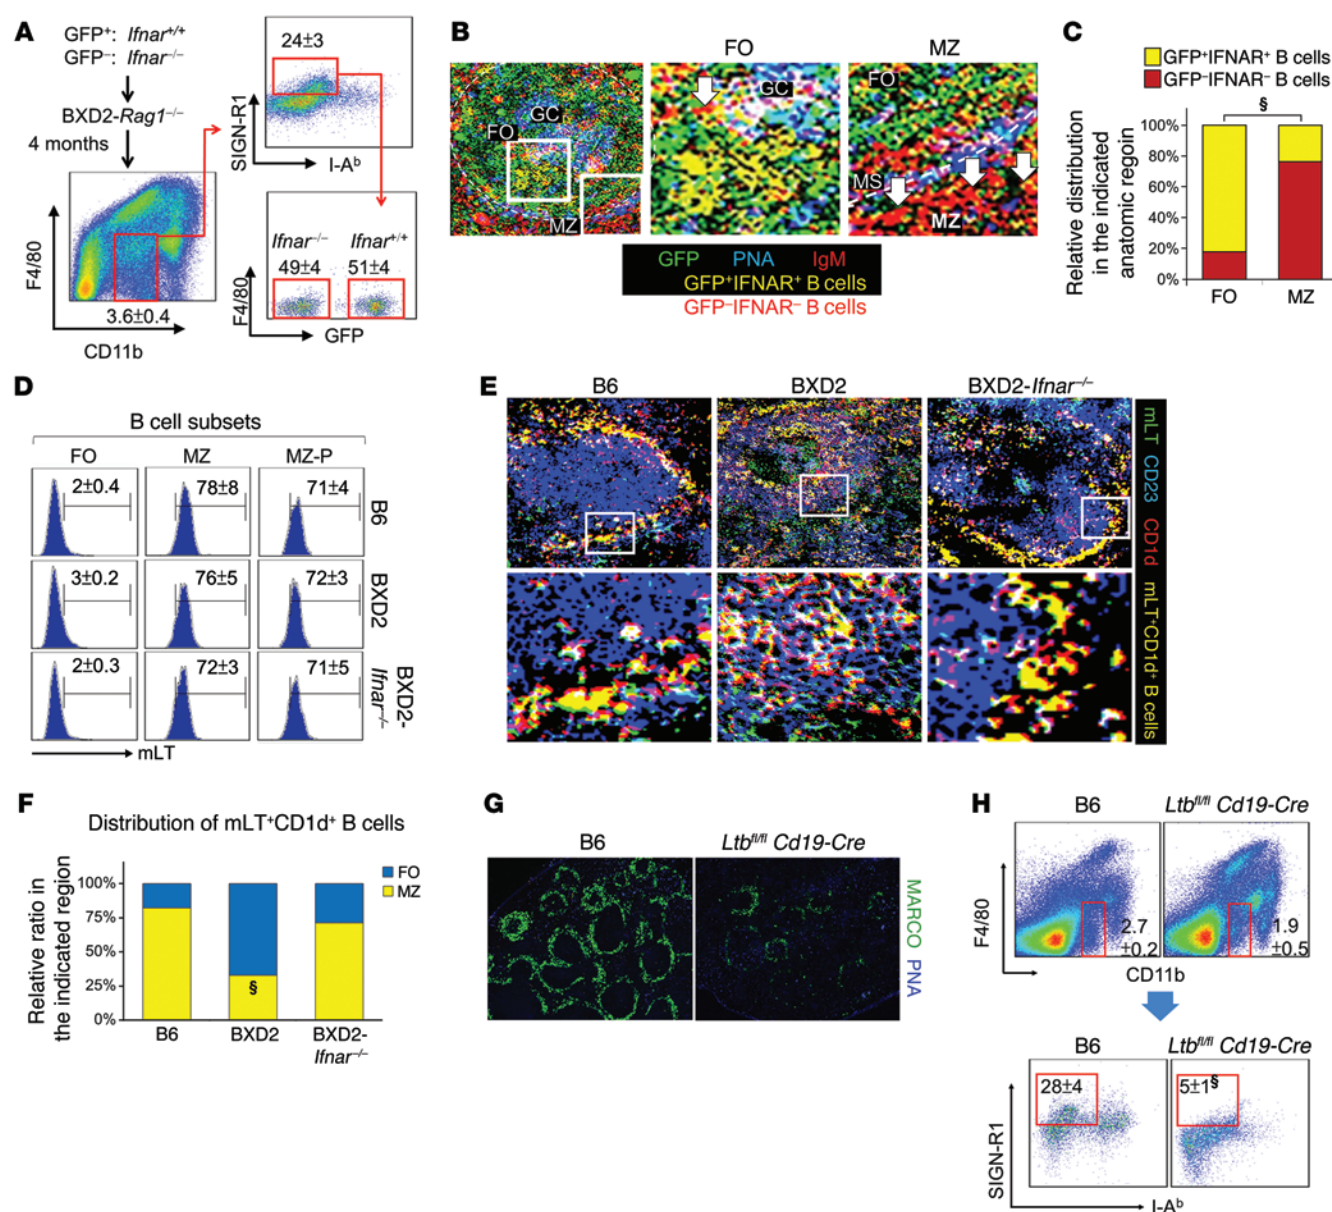 A
GFP⁺: Ifnar⁺/⁺
GFP⁻: Ifnar⁻/⁻
BXD2-Rag1⁻/⁻
4 months
F4/80
3.6±0.4
CD11b
24±3
SIGN-R1
I-Aᵇ
Ifnar⁻/⁻ Ifnar⁺/⁺
49±4 51±4
F4/80
GFP
B
FO MZ
GC
FO
MZ
GC
FO
MS
MZ
GFP PNA IgM
GFP⁺IFNAR⁺ B cells
GFP⁻IFNAR⁻ B cells
C
GFP⁺IFNAR⁺ B cells
GFP⁻IFNAR⁻ B cells
§
Relative distribution
in the indicated
anatomic regoin
100%
80%
60%
40%
20%
0%
FO MZ
D
B cell subsets
FO MZ MZ-P
2±0.4 78±8 71±4
B6
3±0.2 76±5 72±3
BXD2
2±0.3 72±3 71±5
BXD2-
Ifnar⁻/⁻
mLT
E
B6 BXD2 BXD2-Ifnar⁻/⁻
mLT CD23 CD1d mLT⁺CD1d⁺ B cells
F
Distribution of mLT⁺CD1d⁺ B cells
FO
MZ
Relative ratio in
the indicated region
100%
75%
50%
25%
0%
§
B6 BXD2 BXD2-
Ifnar⁻/⁻
G
B6 Ltbᶠˡ/ᶠˡ Cd19-Cre
MARCO PNA
H
B6 Ltbᶠˡ/ᶠˡ Cd19-Cre
F4/80
2.7
±0.2
1.9
±0.5
CD11b
B6 Ltbᶠˡ/ᶠˡ Cd19-Cre
28±4 5±1§
SIGN-R1
I-Aᵇ